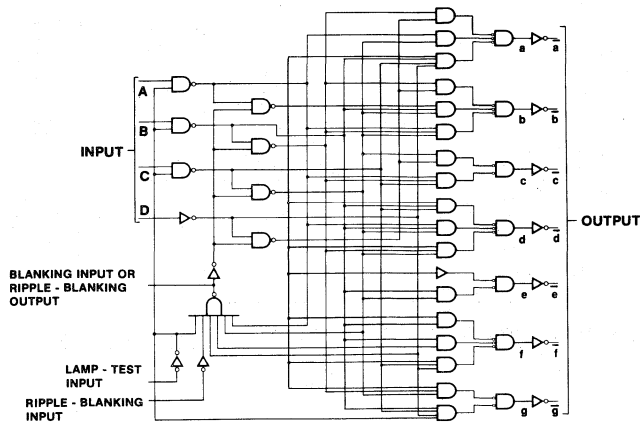 INPUT
A
B
C
D
BLANKING INPUT OR
RIPPLE - BLANKING
OUTPUT
LAMP - TEST
INPUT
RIPPLE - BLANKING
INPUT
a a̅
b b̅
c c̅
d d̅
e e̅
f f̅
g g̅
OUTPUT